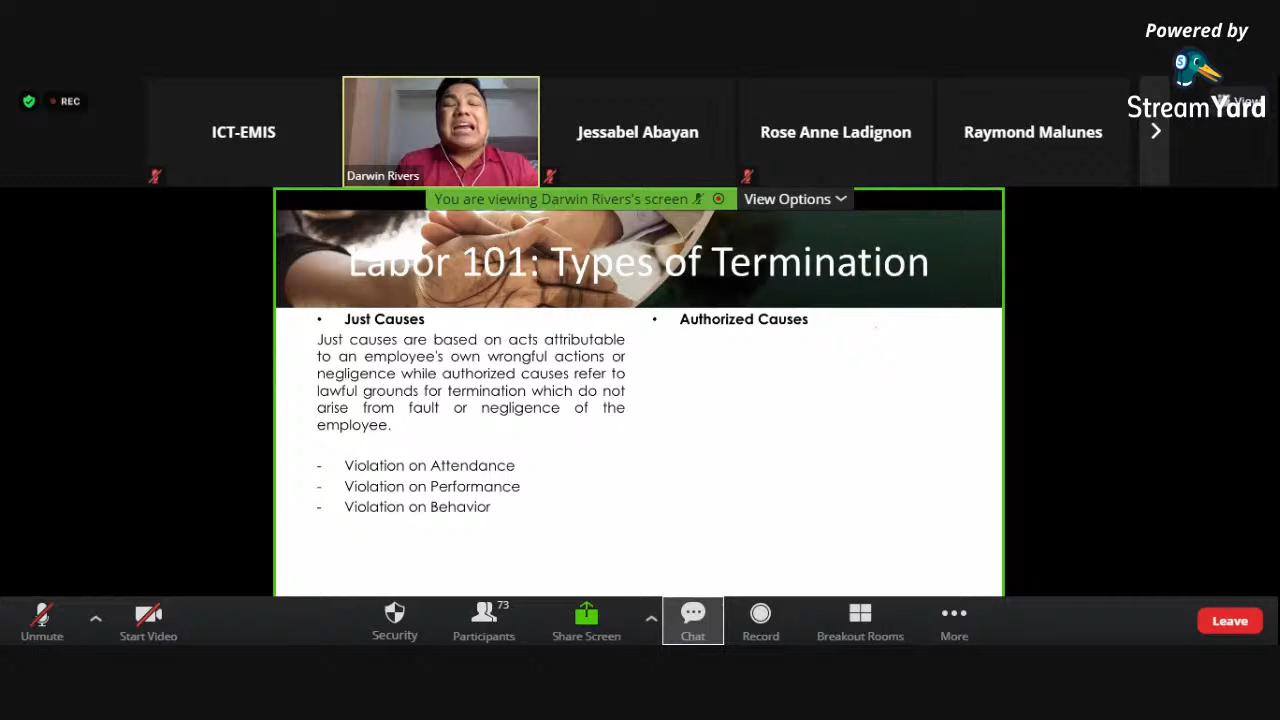 Powered by
StreamYard
REC
ICT-EMIS
Darwin Rivers
Jessabel Abayan
Rose Anne Ladignon
Raymond Malunes
View
You are viewing Darwin Rivers's screen
View Options
Labor 101: Types of Termination
• Just Causes
Just causes are based on acts attributable
to an employee's own wrongful actions or
negligence while authorized causes refer to
lawful grounds for termination which do not
arise from fault or negligence of the
employee.
- Violation on Attendance
- Violation on Performance
- Violation on Behavior
• Authorized Causes
Unmute
Start Video
Security
73
Participants
Share Screen
Chat
Record
Breakout Rooms
More
Leave